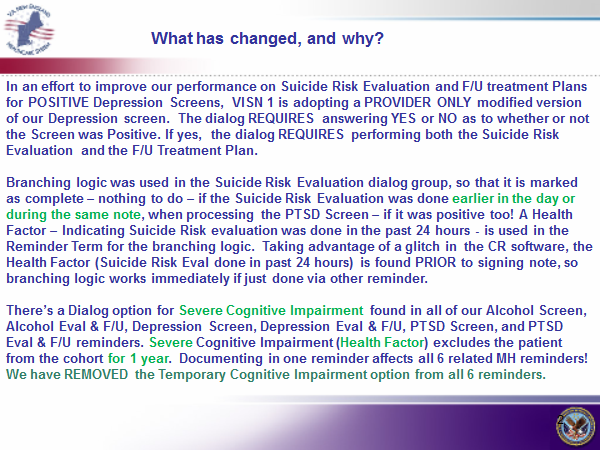 VA NEW ENGLAND
HEALTHCARE SYSTEM
What has changed, and why?
In an effort to improve our performance on Suicide Risk Evaluation and F/U treatment Plans
for POSITIVE Depression Screens, VISN 1 is adopting a PROVIDER ONLY modified version
of our Depression screen. The dialog REQUIRES answering YES or NO as to whether or not
the Screen was Positive. If yes, the dialog REQUIRES performing both the Suicide Risk
Evaluation and the F/U Treatment Plan.
Branching logic was used in the Suicide Risk Evaluation dialog group, so that it is marked
as complete – nothing to do – if the Suicide Risk Evaluation was done earlier in the day or
during the same note, when processing the PTSD Screen – if it was positive too! A Health
Factor – Indicating Suicide Risk evaluation was done in the past 24 hours - is used in the
Reminder Term for the branching logic. Taking advantage of a glitch in the CR software, the
Health Factor (Suicide Risk Eval done in past 24 hours) is found PRIOR to signing note, so
branching logic works immediately if just done via other reminder.
There's a Dialog option for Severe Cognitive Impairment found in all of our Alcohol Screen,
Alcohol Eval & F/U, Depression Screen, Depression Eval & F/U, PTSD Screen, and PTSD
Eval & F/U reminders. Severe Cognitive Impairment (Health Factor) excludes the patient
from the cohort for 1 year. Documenting in one reminder affects all 6 related MH reminders!
We have REMOVED the Temporary Cognitive Impairment option from all 6 reminders.